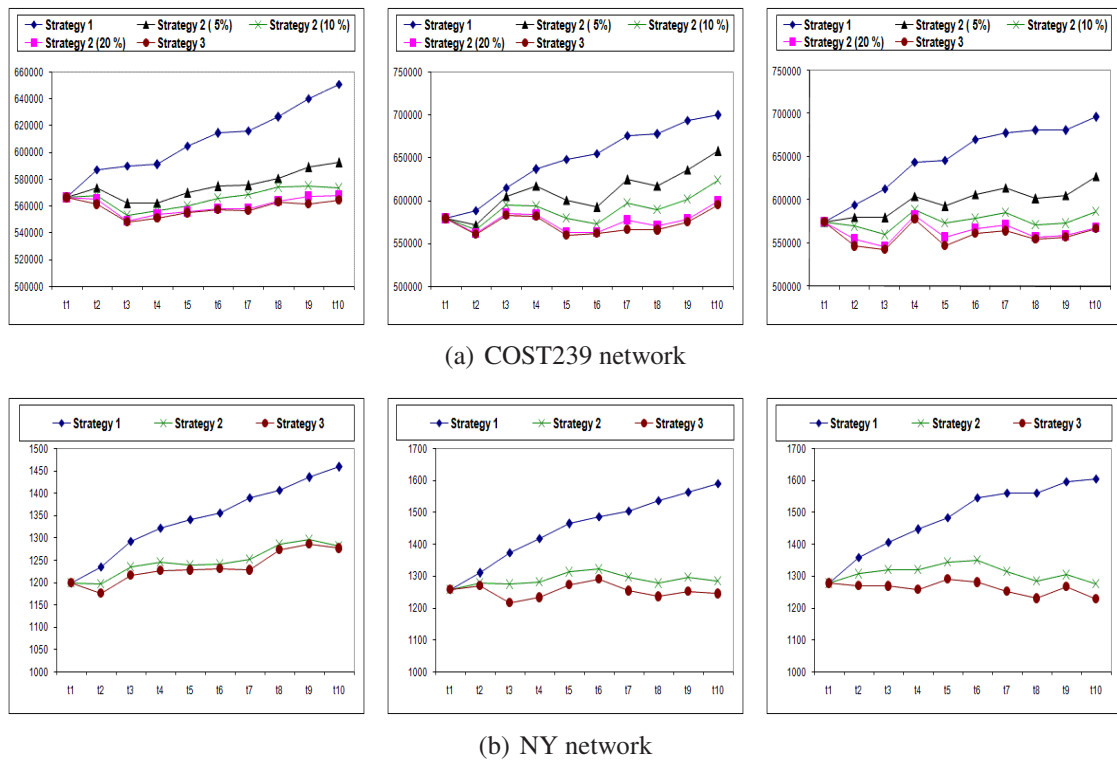 Strategy 1 Strategy 2 ( 5%) Strategy 2 (10 %)
Strategy 2 (20 %) Strategy 3
660000
640000
620000
600000
580000
560000
540000
520000
500000
t1 t2 t3 t4 t5 t6 t7 t8 t9 t10
Strategy 1 Strategy 2 ( 5%) Strategy 2 (10 %)
Strategy 2 (20 %) Strategy 3
750000
700000
650000
600000
550000
500000
t1 t2 t3 t4 t5 t6 t7 t8 t9 t10
Strategy 1 Strategy 2 ( 5%) Strategy 2 (10 %)
Strategy 2 (20 %) Strategy 3
750000
700000
650000
600000
550000
500000
t1 t2 t3 t4 t5 t6 t7 t8 t9 t10
(a) COST239 network
Strategy 1 Strategy 2 Strategy 3
1500
1450
1400
1350
1300
1250
1200
1150
1100
1050
1000
t1 t2 t3 t4 t5 t6 t7 t8 t9 t10
Strategy 1 Strategy 2 Strategy 3
1700
1600
1500
1400
1300
1200
1100
1000
t1 t2 t3 t4 t5 t6 t7 t8 t9 t10
Strategy 1 Strategy 2 Strategy 3
1700
1600
1500
1400
1300
1200
1100
1000
t1 t2 t3 t4 t5 t6 t7 t8 t9 t10
(b) NY network